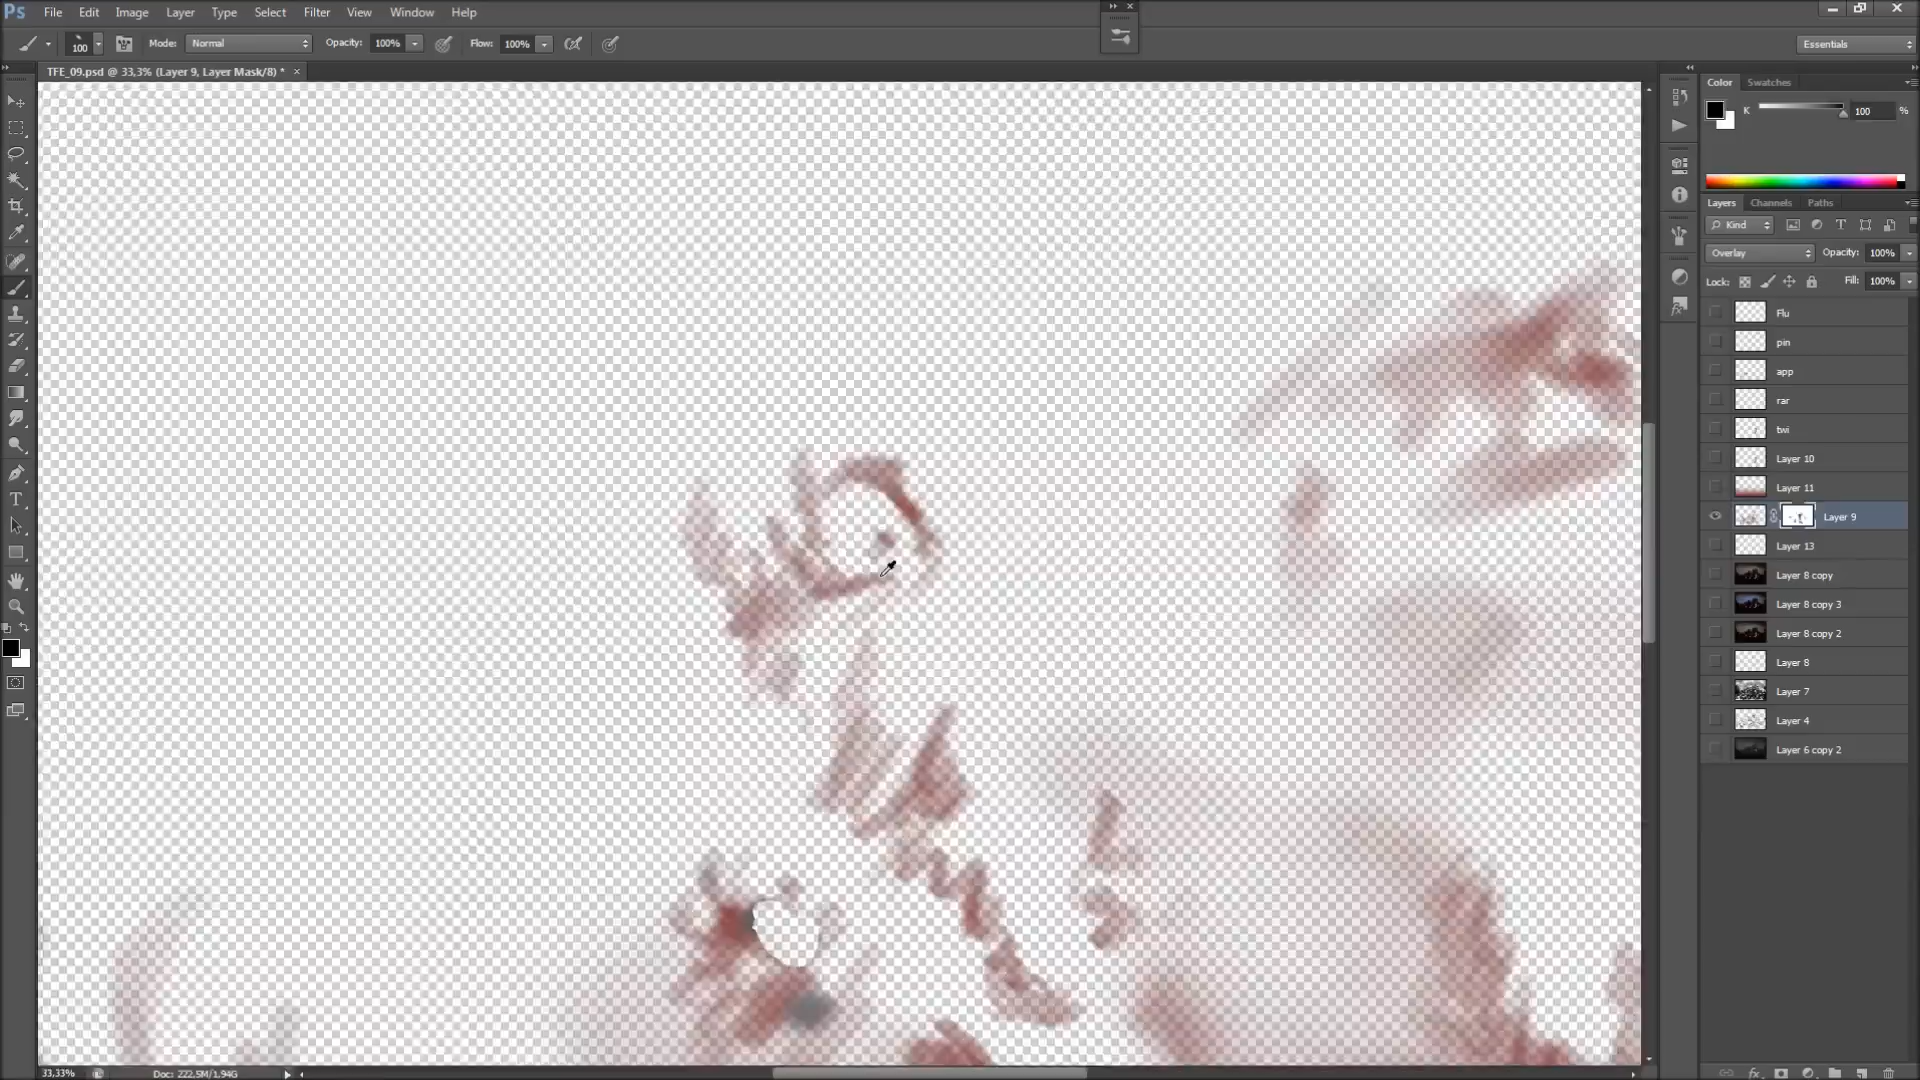 Ps File Edit Image Layer Type Select Filter View Window Help
100 Mode: Normal Opacity: 100% Flow: 100% Essentials
TFE_09.psd @ 33,3% (Layer 9, Layer Mask/8) * ×
Color Swatches
K 100 %
Layers Channels Paths
Kind T
Overlay Opacity: 100%
Lock: Fill: 100%
Flu
pin
app
rar
twi
Layer 10
Layer 11
Layer 9
Layer 13
Layer 8 copy
Layer 8 copy 3
Layer 8 copy 2
Layer 8
Layer 7
Layer 4
Layer 6 copy 2
33,33% Doc: 222,5M/1,94G